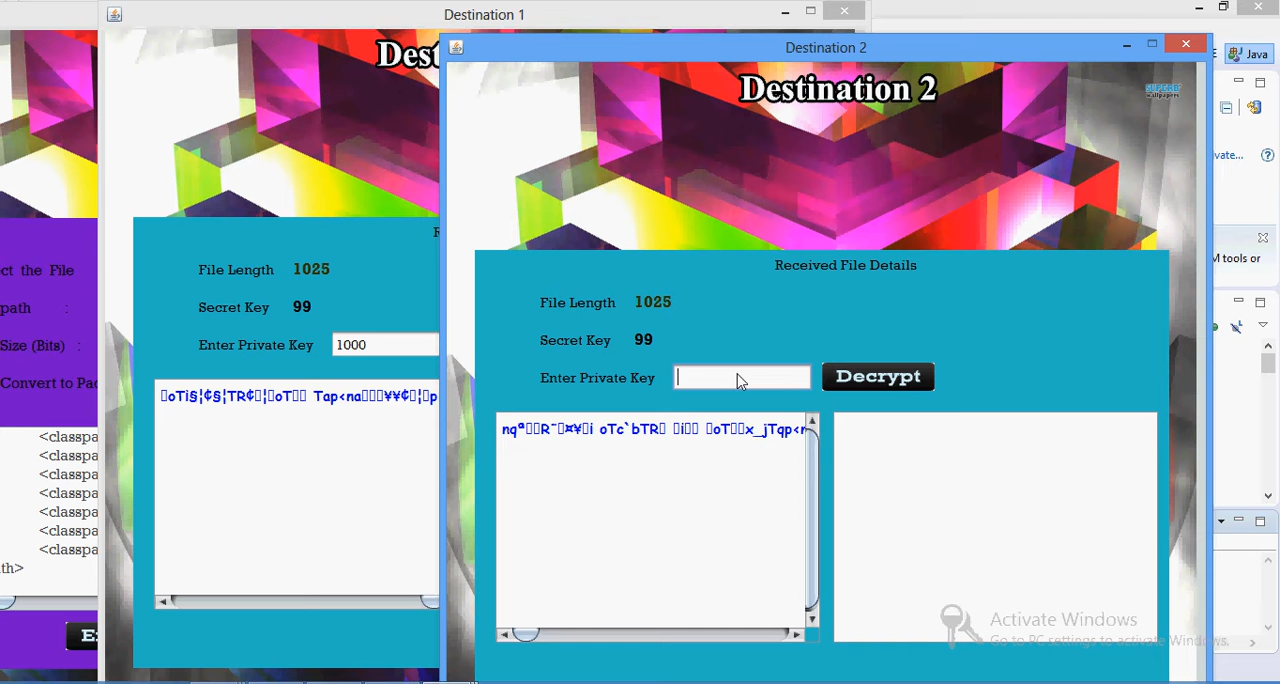 Destination 1
Destination 2
Java
Destination 2
SUPERB
wallpapers
vate...
ct the File
path :
Size (Bits) :
Convert to Pac
File Length 1025
Secret Key 99
Enter Private Key 1000
Received File Details
File Length 1025
Secret Key 99
Enter Private Key
Decrypt
M tools or
<classpa
<classpa
<classpa
<classpa
<classpa
<classpa
<classpa
th>
Activate Windows
Go to PC settings to activate Windows.